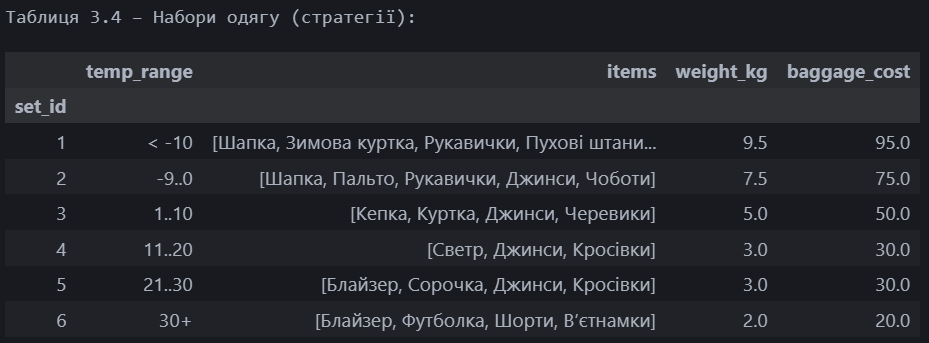 Таблиця 3.4 – Набори одягу (стратегії):
temp_range items weight_kg baggage_cost
set_id
1 < -10 [Шапка, Зимова куртка, Рукавички, Пухові штани... 9.5 95.0
2 -9..0 [Шапка, Пальто, Рукавички, Джинси, Чоботи] 7.5 75.0
3 1..10 [Кепка, Куртка, Джинси, Черевики] 5.0 50.0
4 11..20 [Светр, Джинси, Кросівки] 3.0 30.0
5 21..30 [Блайзер, Сорочка, Джинси, Кросівки] 3.0 30.0
6 30+ [Блайзер, Футболка, Шорти, В’єтнамки] 2.0 20.0